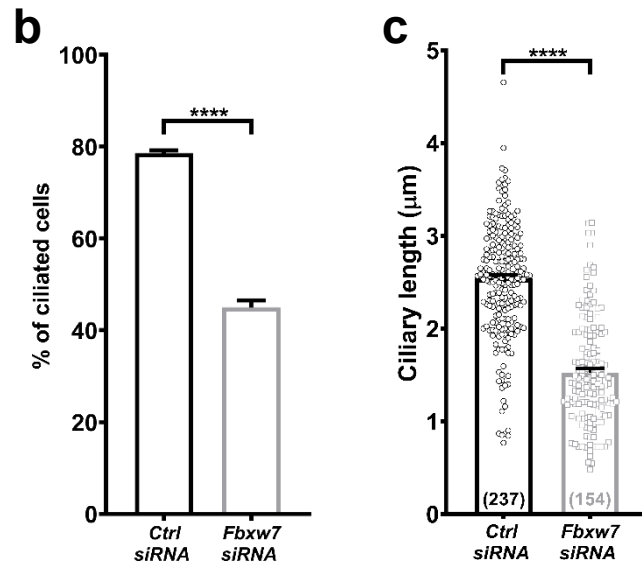 b
% of ciliated cells
100
80
60
40
20
0
****
Ctrl
siRNA
Fbxw7
siRNA
c
Ciliary length (μm)
5
4
3
2
1
0
****
(237)
(154)
Ctrl
siRNA
Fbxw7
siRNA